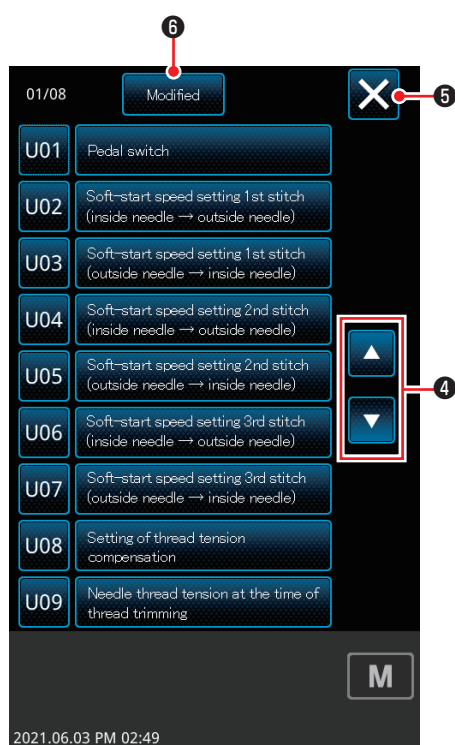 ❻
01/08
Modified
❺
U01
Pedal switch
U02
Soft-start speed setting 1st stitch
(inside needle → outside needle)
U03
Soft-start speed setting 1st stitch
(outside needle → inside needle)
U04
Soft-start speed setting 2nd stitch
(inside needle → outside needle)
U05
Soft-start speed setting 2nd stitch
(outside needle → inside needle)
❹
U06
Soft-start speed setting 3rd stitch
(inside needle → outside needle)
U07
Soft-start speed setting 3rd stitch
(outside needle → inside needle)
U08
Setting of thread tension
compensation
U09
Needle thread tension at the time of
thread trimming
M
2021.06.03 PM 02:49